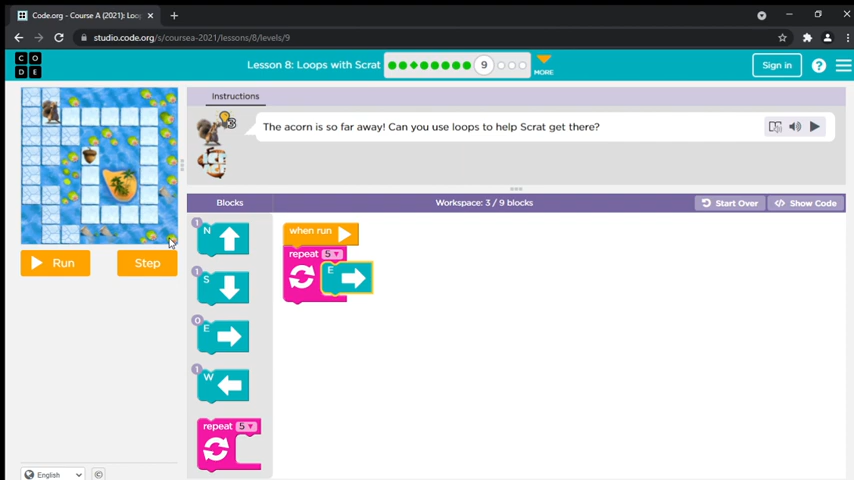 Code.org - Course A (2021): Loo
studio.code.org/s/coursea-2021/lessons/8/levels/9
C O
D E
Lesson 8: Loops with Scrat
9
MORE
Sign in
Instructions
3
The acorn is so far away! Can you use loops to help Scrat get there?
Blocks
Workspace: 3 / 9 blocks
Start Over
Show Code
1
N
when run
repeat 5
E
Run
Step
1
S
0
E
1
W
repeat 5
English
©